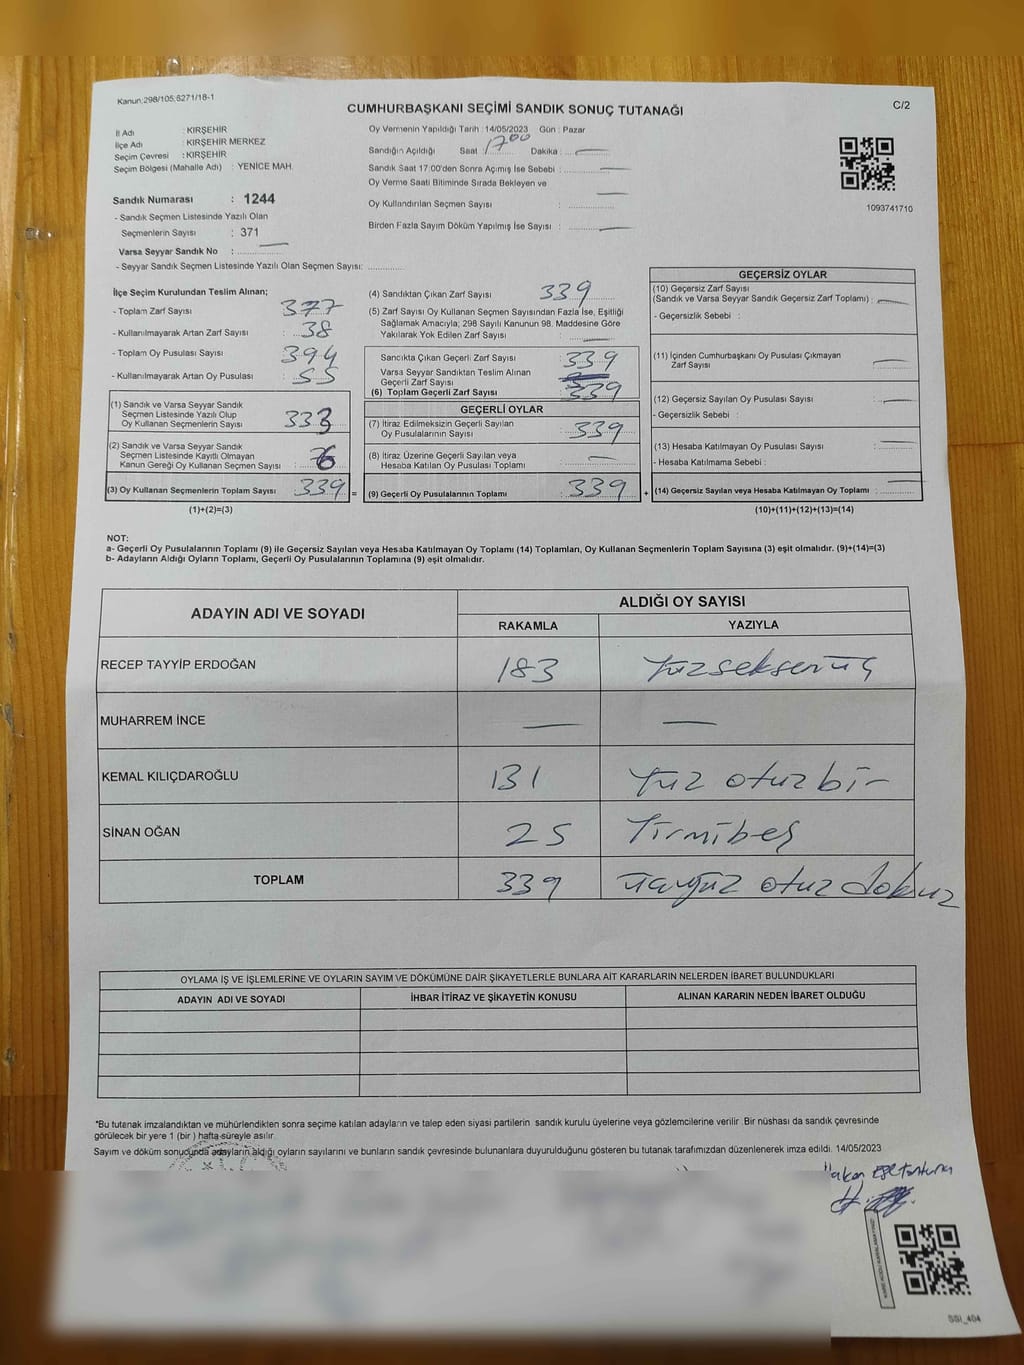 Kanun:298/105;6271/18-1
CUMHURBAŞKANI SEÇİMİ SANDIK SONUÇ TUTANAĞI
C/2
İl Adı : KIRŞEHİR
İlçe Adı : KIRŞEHİR MERKEZ
Seçim Çevresi : KIRŞEHİR
Seçim Bölgesi (Mahalle Adı) : YENİCE MAH.
Sandık Numarası : 1244
- Sandık Seçmen Listesinde Yazılı Olan
Seçmenlerin Sayısı : 371
Varsa Seyyar Sandık No :
- Seyyar Sandık Seçmen Listesinde Yazılı Olan Seçmen Sayısı:
Oy Vermenin Yapıldığı Tarih :14/05/2023 Gün : Pazar
Sandığın Açıldığı Saat : 17 00 Dakika : —
Sandık Saat 17:00'den Sonra Açılmış İse Sebebi : —
Oy Verme Saati Bitiminde Sırada Bekleyen ve
Oy Kullandırılan Seçmen Sayısı : —
Birden Fazla Sayım Döküm Yapılmış İse Sayısı : —
1093741710
İlçe Seçim Kurulundan Teslim Alınan;
- Toplam Zarf Sayısı : 377
- Kullanılmayarak Artan Zarf Sayısı : 38
- Toplam Oy Pusulası Sayısı : 394
- Kullanılmayarak Artan Oy Pusulası : 55
(1) Sandık ve Varsa Seyyar Sandık
Seçmen Listesinde Yazılı Olup
Oy Kullanan Seçmenlerin Sayısı : 333
(2) Sandık ve Varsa Seyyar Sandık
Seçmen Listesinde Kayıtlı Olmayan
Kanun Gereği Oy Kullanan Seçmen Sayısı : 6
(3) Oy Kullanan Seçmenlerin Toplam Sayısı : 339 =
(1)+(2)=(3)
(4) Sandıktan Çıkan Zarf Sayısı : 339
(5) Zarf Sayısı Oy Kullanan Seçmen Sayısından Fazla İse, Eşitliği
Sağlamak Amacıyla; 298 Sayılı Kanunun 98. Maddesine Göre
Yakılarak Yok Edilen Zarf Sayısı : —
Sandıkta Çıkan Geçerli Zarf Sayısı : 339
Varsa Seyyar Sandıktan Teslim Alınan
Geçerli Zarf Sayısı
(6) Toplam Geçerli Zarf Sayısı : 339
GEÇERLİ OYLAR
(7) İtiraz Edilmeksizin Geçerli Sayılan
Oy Pusulalarının Sayısı : 339
(8) İtiraz Üzerine Geçerli Sayılan veya
Hesaba Katılan Oy Pusulası Toplamı : —
(9) Geçerli Oy Pusulalarının Toplamı : 339 +
GEÇERSİZ OYLAR
(10) Geçersiz Zarf Sayısı
(Sandık ve Varsa Seyyar Sandık Geçersiz Zarf Toplamı) : —
- Geçersizlik Sebebi :
(11) İçinden Cumhurbaşkanı Oy Pusulası Çıkmayan
Zarf Sayısı : —
(12) Geçersiz Sayılan Oy Pusulası Sayısı : —
- Geçersizlik Sebebi :
(13) Hesaba Katılmayan Oy Pusulası Sayısı : —
- Hesaba Katılmama Sebebi :
(14) Geçersiz Sayılan veya Hesaba Katılmayan Oy Toplamı : —
(10)+(11)+(12)+(13)=(14)
NOT:
a- Geçerli Oy Pusulalarının Toplamı (9) ile Geçersiz Sayılan veya Hesaba Katılmayan Oy Toplamı (14) Toplamları, Oy Kullanan Seçmenlerin Toplam Sayısına (3) eşit olmalıdır. (9)+(14)=(3)
b- Adayların Aldığı Oyların Toplamı, Geçerli Oy Pusulalarının Toplamına (9) eşit olmalıdır.
ADAYIN ADI VE SOYADI ALDIĞI OY SAYISI
RAKAMLA YAZIYLA
RECEP TAYYİP ERDOĞAN 183 Yüzseksenüç
MUHARREM İNCE — —
KEMAL KILIÇDAROĞLU 131 Yüz otuzbir
SİNAN OĞAN 25 Yirmibeş
TOPLAM 339 üçyüz otuz dokuz
OYLAMA İŞ VE İŞLEMLERİNE VE OYLARIN SAYIM VE DÖKÜMÜNE DAİR ŞİKAYETLERLE BUNLARA AİT KARARLARIN NELERDEN İBARET BULUNDUKLARI
ADAYIN ADI VE SOYADI İHBAR İTİRAZ VE ŞİKAYETİN KONUSU ALINAN KARARIN NEDEN İBARET OLDUĞU
*Bu tutanak imzalandıktan ve mühürlendikten sonra seçime katılan adayların ve talep eden siyasi partilerin sandık kurulu üyelerine veya gözlemcilerine verilir. Bir nüshası da sandık çevresinde
görülecek bir yere 1 (bir ) hafta süreyle asılır.
Sayım ve döküm sonucunda adayların aldığı oyların sayılarını ve bunların sandık çevresinde bulunanlara duyurulduğunu gösteren bu tutanak tarafımızdan düzenlenerek imza edildi. 14/05/2023
SSI_404